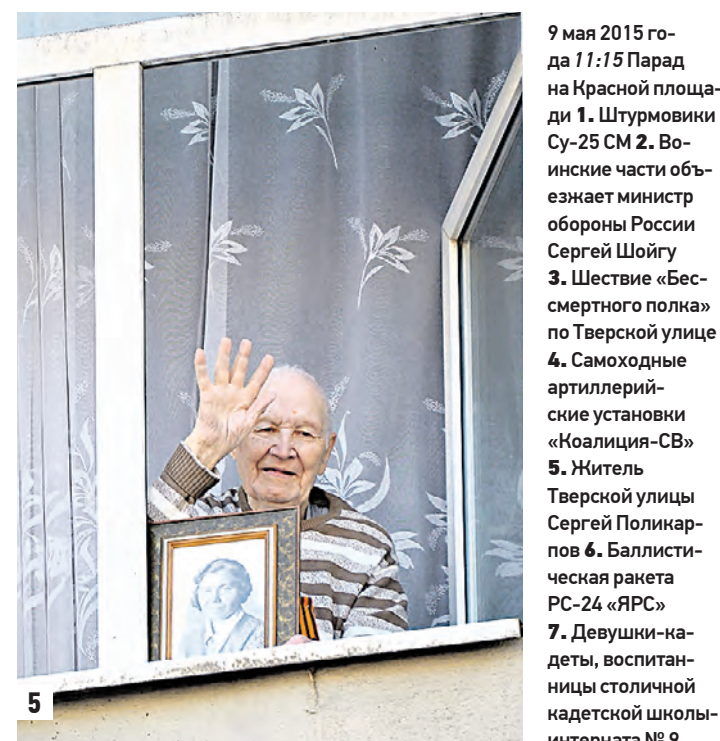 9 мая 2015 го-
да 11:15 Парад
на Красной площа-
ди 1. Штурмовики
Су-25 СМ 2. Во-
инские части объ-
езжает министр
обороны России
Сергей Шойгу
3. Шествие «Бес-
смертного полка»
по Тверской улице
4. Самоходные
артиллерий-
ские установки
«Коалиция-СВ»
5. Житель
Тверской улицы
Сергей Поликар-
пов 6. Баллисти-
ческая ракета
РС-24 «ЯРС»
7. Девушки-ка-
деты, воспитан-
ницы столичной
кадетской школы-
интерната № 9
5